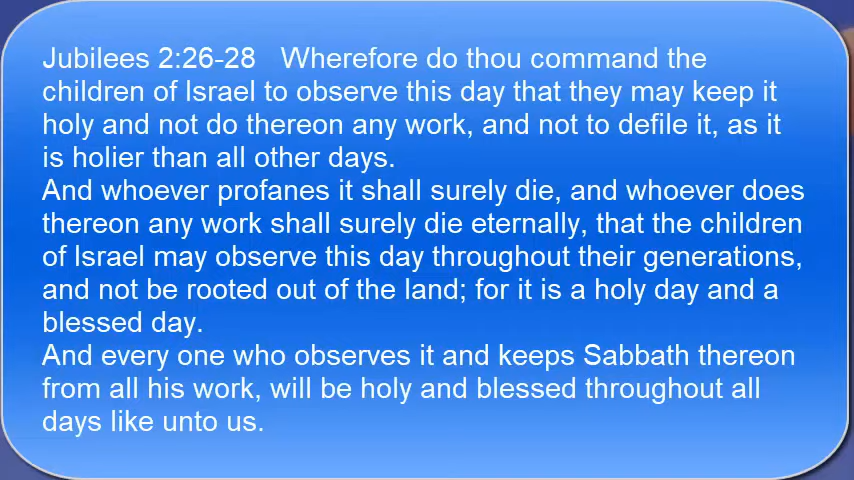 Jubilees 2:26-28   Wherefore do thou command the
children of Israel to observe this day that they may keep it
holy and not do thereon any work, and not to defile it, as it
is holier than all other days.
And whoever profanes it shall surely die, and whoever does
thereon any work shall surely die eternally, that the children
of Israel may observe this day throughout their generations,
and not be rooted out of the land; for it is a holy day and a
blessed day.
And every one who observes it and keeps Sabbath thereon
from all his work, will be holy and blessed throughout all
days like unto us.